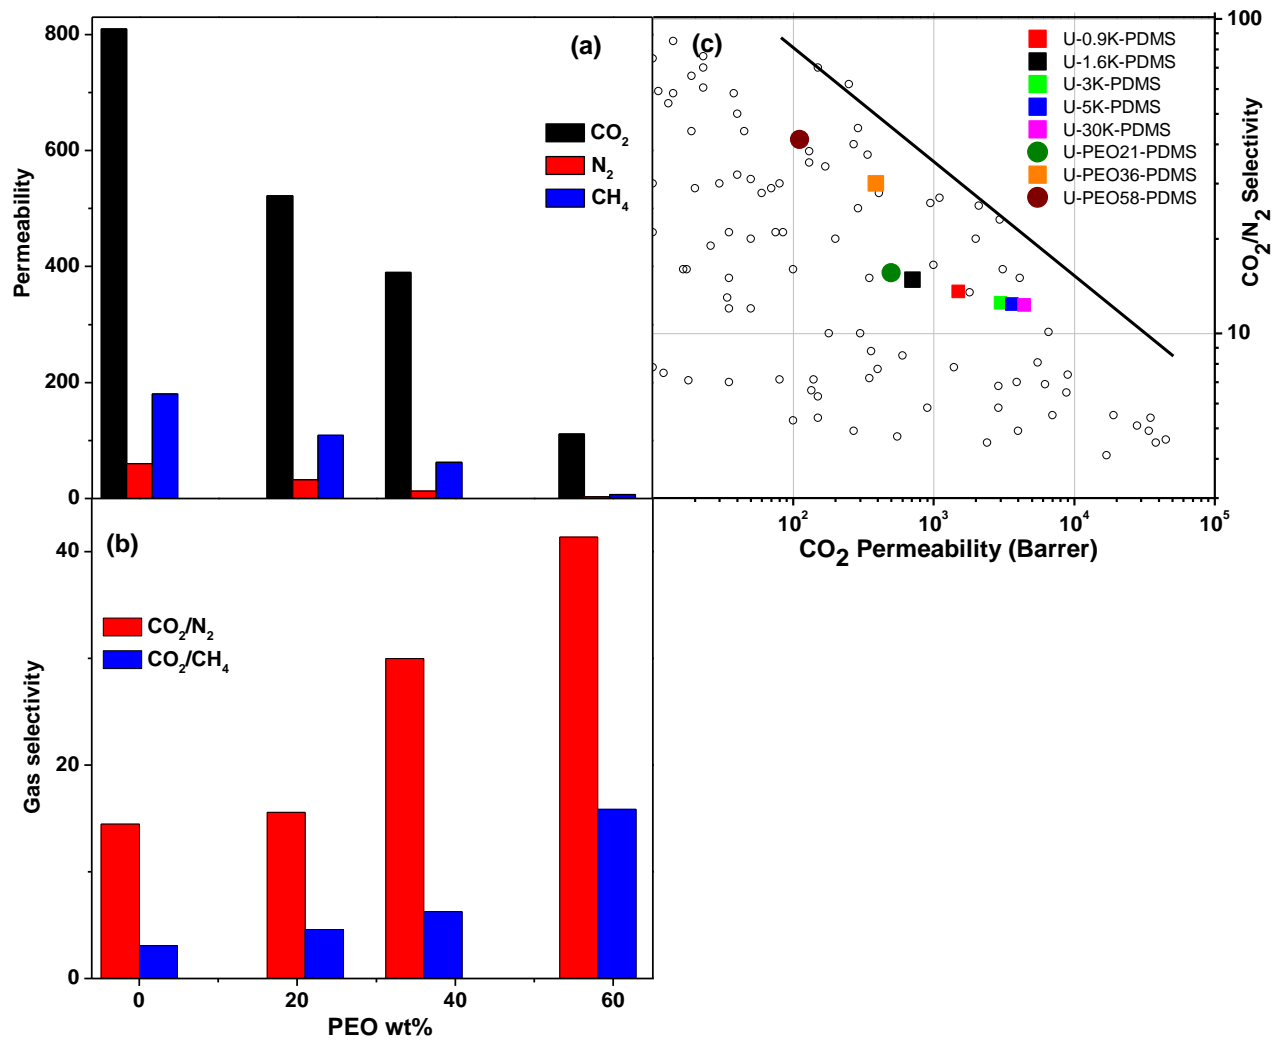 (a)
CO2
N2
CH4
Permeability
800
600
400
200
0
(b)
CO2/N2
CO2/CH4
Gas selectivity
40
20
0
0 20 40 60
PEO wt%
(c)
U-0.9K-PDMS
U-1.6K-PDMS
U-3K-PDMS
U-5K-PDMS
U-30K-PDMS
U-PEO21-PDMS
U-PEO36-PDMS
U-PEO58-PDMS
100
10
CO2/N2 Selectivity
10^2 10^3 10^4 10^5
CO2 Permeability (Barrer)